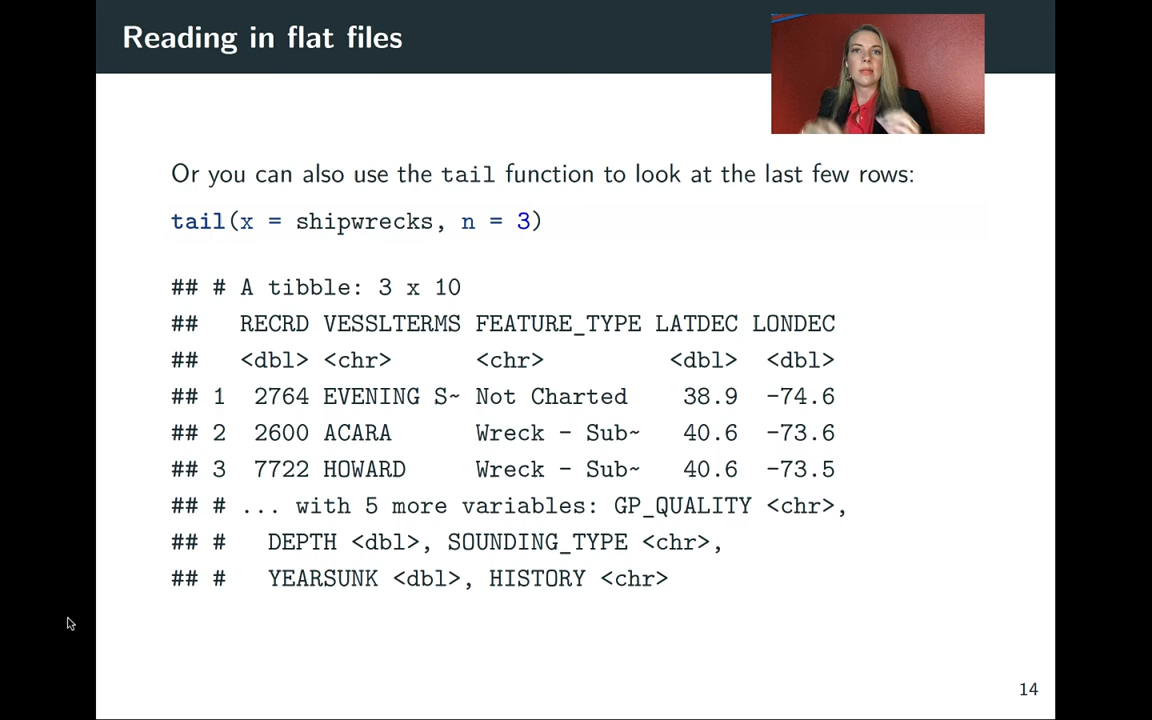 Reading in flat files
Or you can also use the tail function to look at the last few rows:
tail(x = shipwrecks, n = 3)
## # A tibble: 3 x 10
##   RECRD VESSLTERMS FEATURE_TYPE LATDEC LONDEC
##   <dbl> <chr>      <chr>         <dbl>  <dbl>
## 1  2764 EVENING S~ Not Charted    38.9  -74.6
## 2  2600 ACARA      Wreck - Sub~   40.6  -73.6
## 3  7722 HOWARD     Wreck - Sub~   40.6  -73.5
## # ... with 5 more variables: GP_QUALITY <chr>,
## #   DEPTH <dbl>, SOUNDING_TYPE <chr>,
## #   YEARSUNK <dbl>, HISTORY <chr>
14